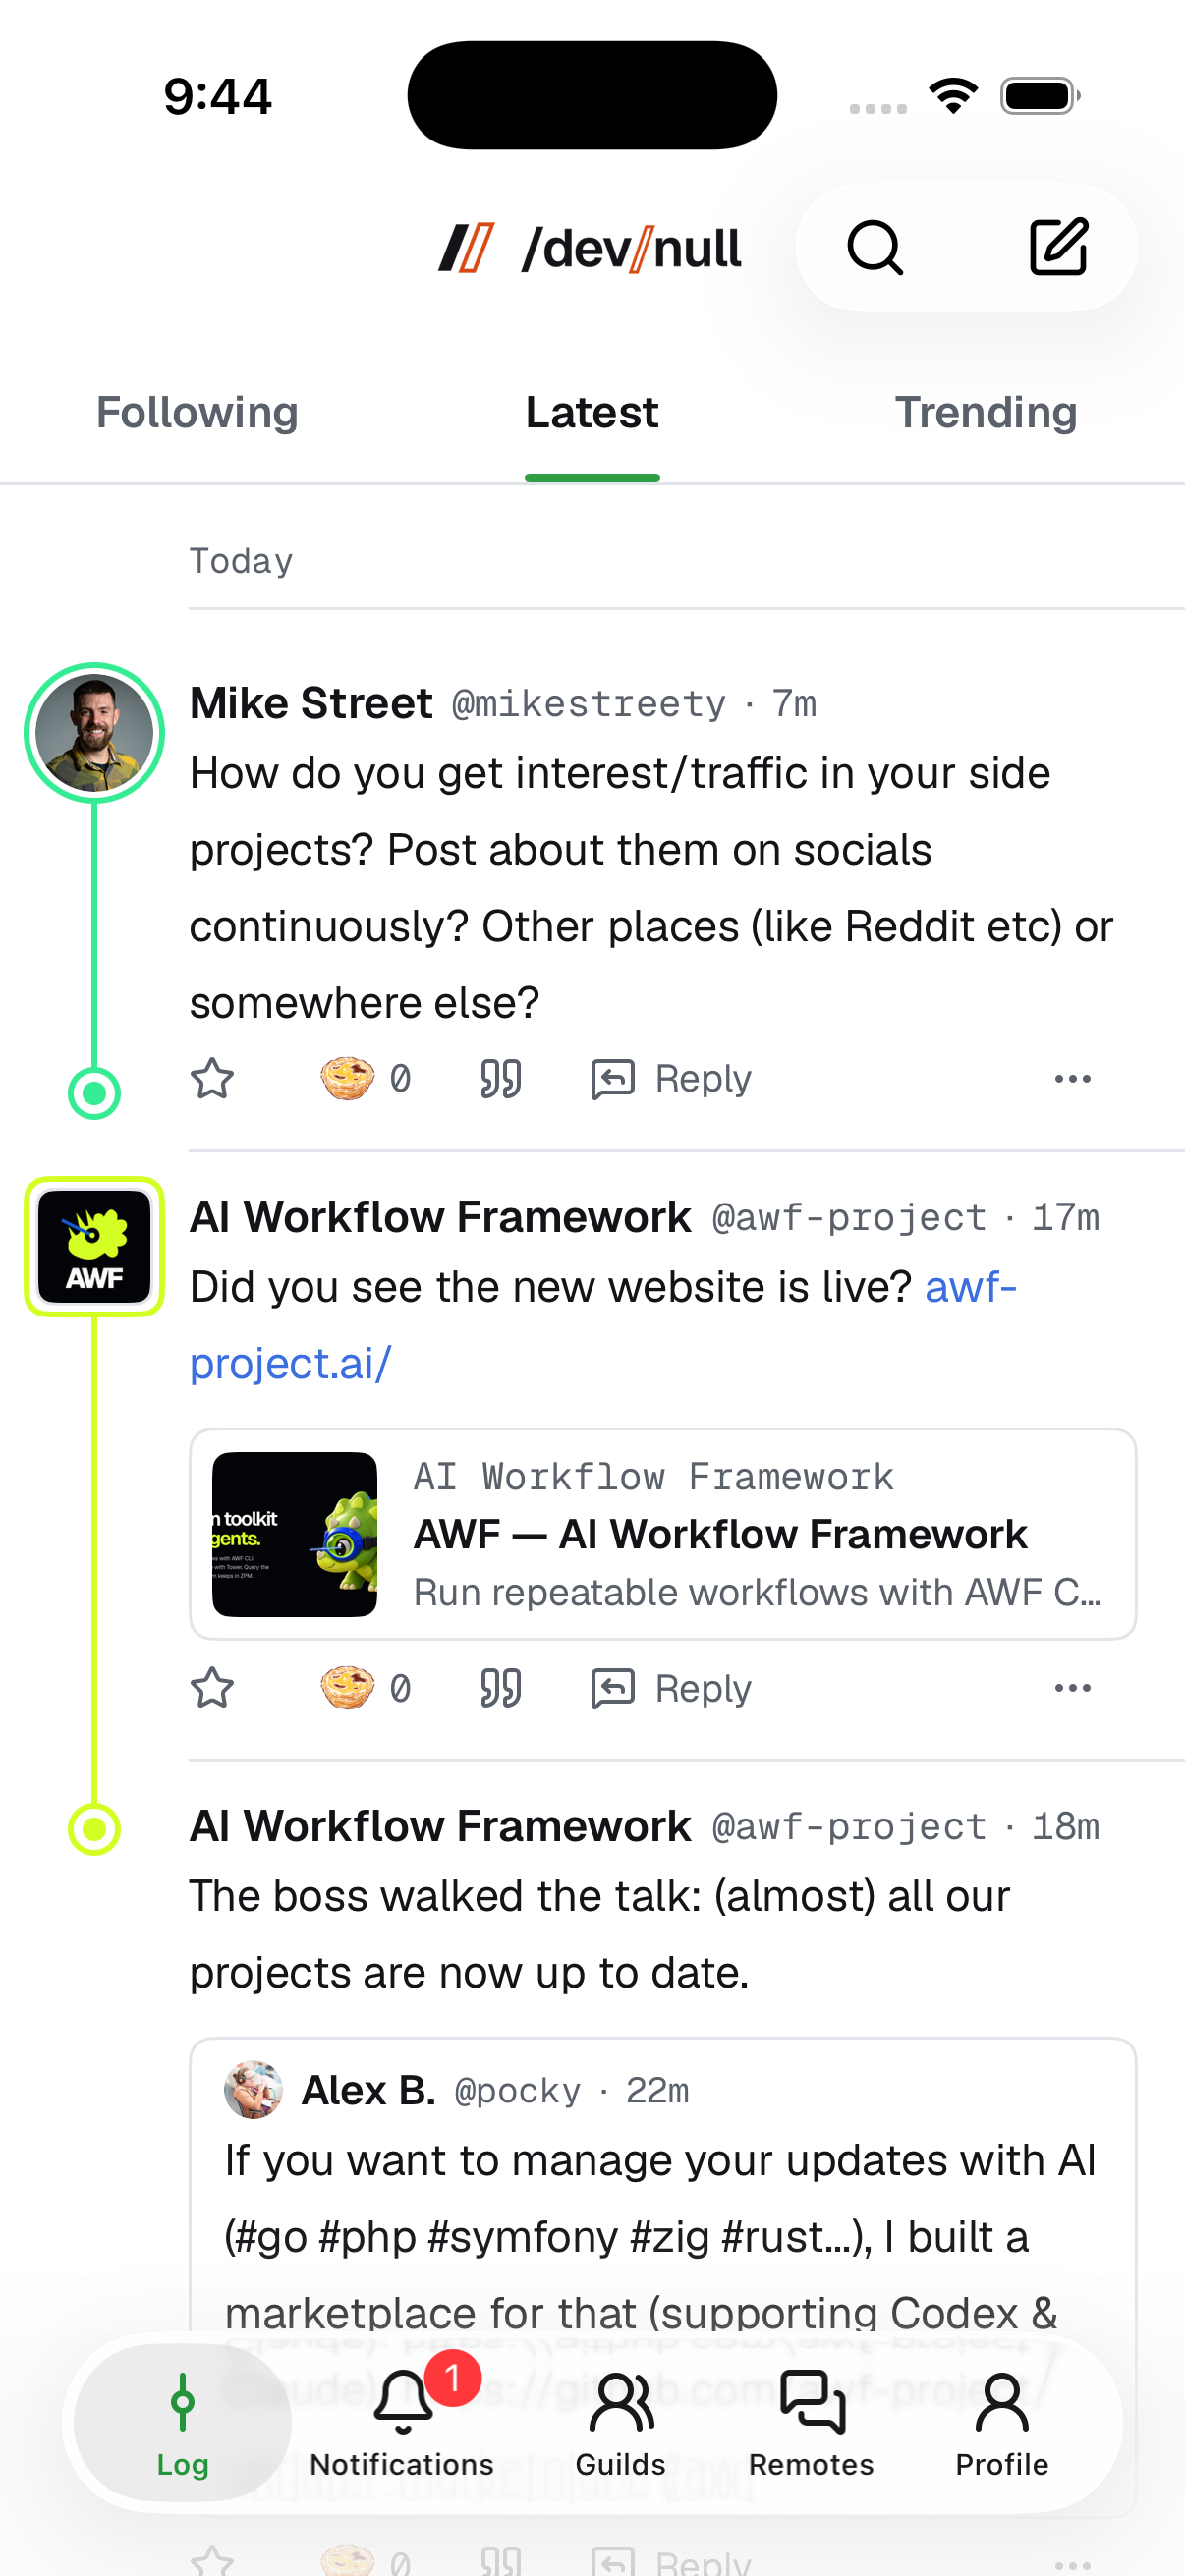 9:44
/dev//null
Following Latest Trending
Today
Mike Street @mikestreety · 7m
How do you get interest/traffic in your side
projects? Post about them on socials
continuously? Other places (like Reddit etc) or
somewhere else?
0 Reply
AI Workflow Framework @awf-project · 17m
AWF
Did you see the new website is live? awf-
project.ai/
AI Workflow Framework
n toolkit
gents.
AWF — AI Workflow Framework
Run repeatable workflows with AWF C...
0 Reply
AI Workflow Framework @awf-project · 18m
The boss walked the talk: (almost) all our
projects are now up to date.
Alex B. @pocky · 22m
If you want to manage your updates with AI
(#go #php #symfony #zig #rust...), I built a
marketplace for that (supporting Codex &
1
Log Notifications Guilds Remotes Profile
0 Reply